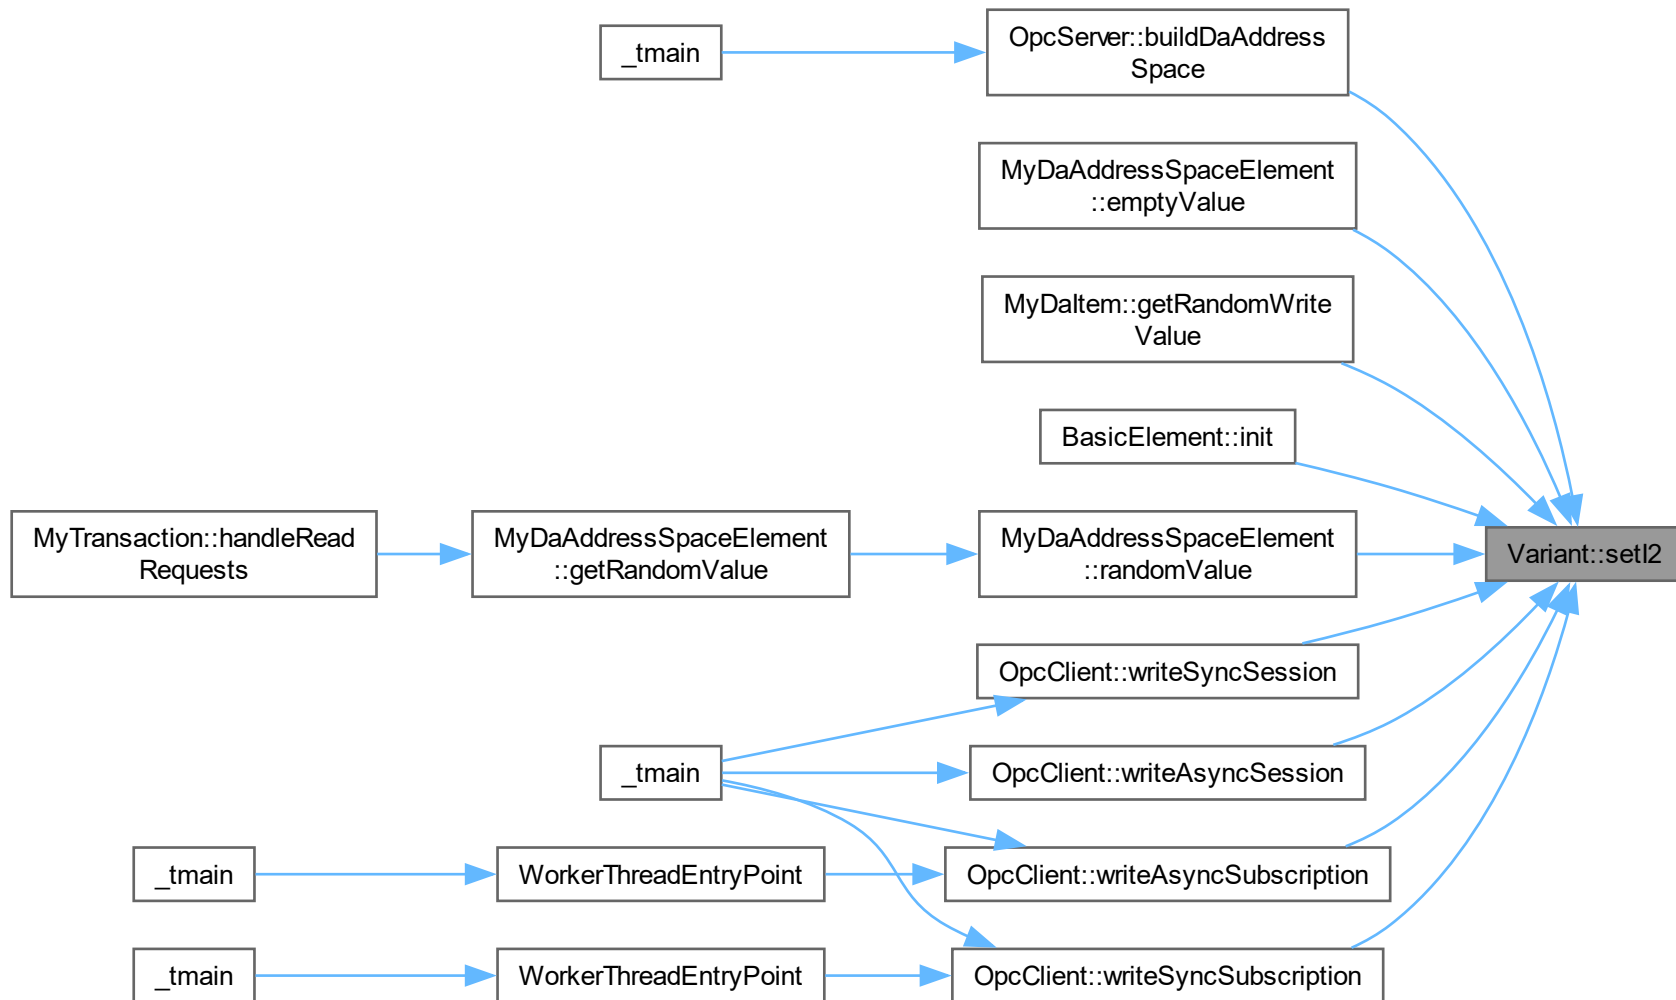 _tmain
OpcServer::buildDaAddress
Space
MyDaAddressSpaceElement
::emptyValue
MyDaItem::getRandomWrite
Value
BasicElement::init
MyTransaction::handleRead
Requests
MyDaAddressSpaceElement
::getRandomValue
MyDaAddressSpaceElement
::randomValue
Variant::setI2
OpcClient::writeSyncSession
_tmain
OpcClient::writeAsyncSession
_tmain
WorkerThreadEntryPoint
OpcClient::writeAsyncSubscription
_tmain
WorkerThreadEntryPoint
OpcClient::writeSyncSubscription